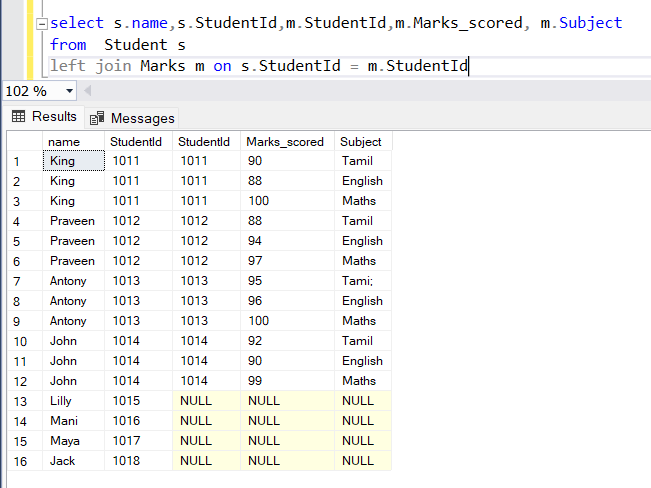 select s.name,s.StudentId,m.StudentId,m.Marks_scored, m.Subject
from  Student s
left join Marks m on s.StudentId = m.StudentId
102 %
Results Messages
name StudentId StudentId Marks_scored Subject
1 King 1011 1011 90 Tamil
2 King 1011 1011 88 English
3 King 1011 1011 100 Maths
4 Praveen 1012 1012 88 Tamil
5 Praveen 1012 1012 94 English
6 Praveen 1012 1012 97 Maths
7 Antony 1013 1013 95 Tami;
8 Antony 1013 1013 96 English
9 Antony 1013 1013 100 Maths
10 John 1014 1014 92 Tamil
11 John 1014 1014 90 English
12 John 1014 1014 99 Maths
13 Lilly 1015 NULL NULL NULL
14 Mani 1016 NULL NULL NULL
15 Maya 1017 NULL NULL NULL
16 Jack 1018 NULL NULL NULL